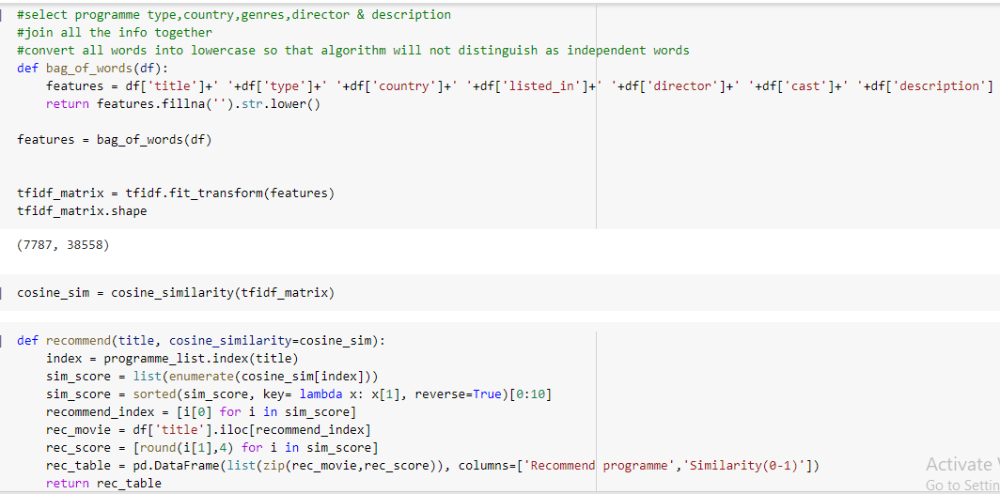 #select programme type,country,genres,director & description
#join all the info together
#convert all words into lowercase so that algorithm will not distinguish as independent words
def bag_of_words(df):
    features = df['title']+' '+df['type']+' '+df['country']+' '+df['listed_in']+' '+df['director']+' '+df['cast']+' '+df['description']
    return features.fillna('').str.lower()
features = bag_of_words(df)
tfidf_matrix = tfidf.fit_transform(features)
tfidf_matrix.shape
(7787, 38558)
cosine_sim = cosine_similarity(tfidf_matrix)
def recommend(title, cosine_similarity=cosine_sim):
    index = programme_list.index(title)
    sim_score = list(enumerate(cosine_sim[index]))
    sim_score = sorted(sim_score, key= lambda x: x[1], reverse=True)[0:10]
    recommend_index = [i[0] for i in sim_score]
    rec_movie = df['title'].iloc[recommend_index]
    rec_score = [round(i[1],4) for i in sim_score]
    rec_table = pd.DataFrame(list(zip(rec_movie,rec_score)), columns=['Recommend programme','Similarity(0-1)'])
    return rec_table
Activate
Go to Settin